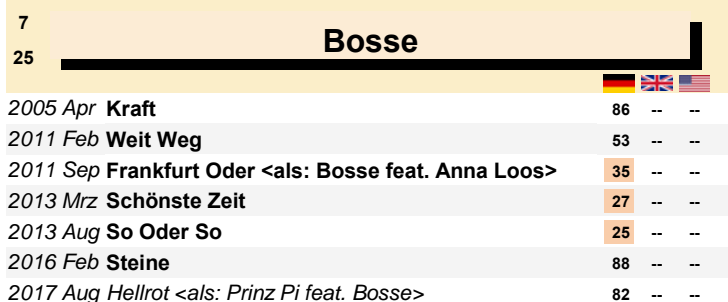 7
25
Bosse
2005 Apr Kraft 86 -- --
2011 Feb Weit Weg 53 -- --
2011 Sep Frankfurt Oder <als: Bosse feat. Anna Loos> 35 -- --
2013 Mrz Schönste Zeit 27 -- --
2013 Aug So Oder So 25 -- --
2016 Feb Steine 88 -- --
2017 Aug Hellrot <als: Prinz Pi feat. Bosse> 82 -- --